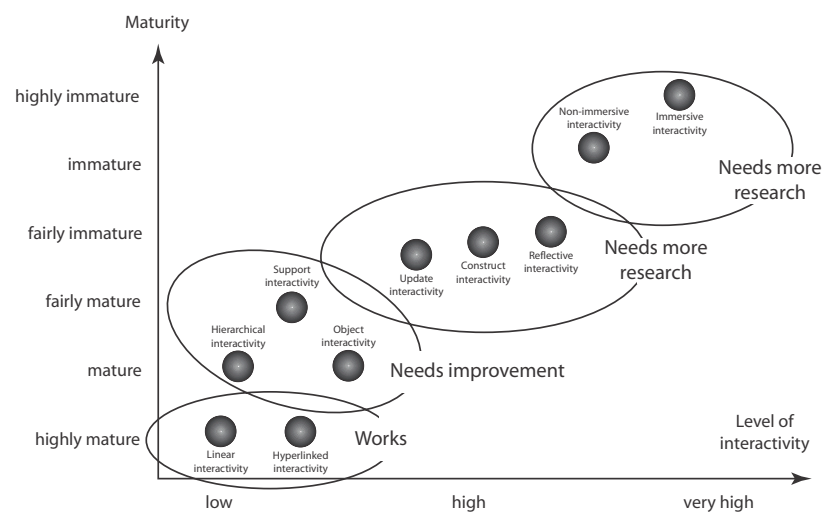 Maturity
highly immature
immature
fairly immature
fairly mature
mature
highly mature
Non-immersive
interactivity
Immersive
interactivity
Needs more
research
Update
interactivity
Construct
interactivity
Reflective
interactivity
Needs more
research
Support
interactivity
Hierarchical
interactivity
Object
interactivity
Needs improvement
Linear
interactivity
Hyperlinked
interactivity
Works
Level of
interactivity
low
high
very high